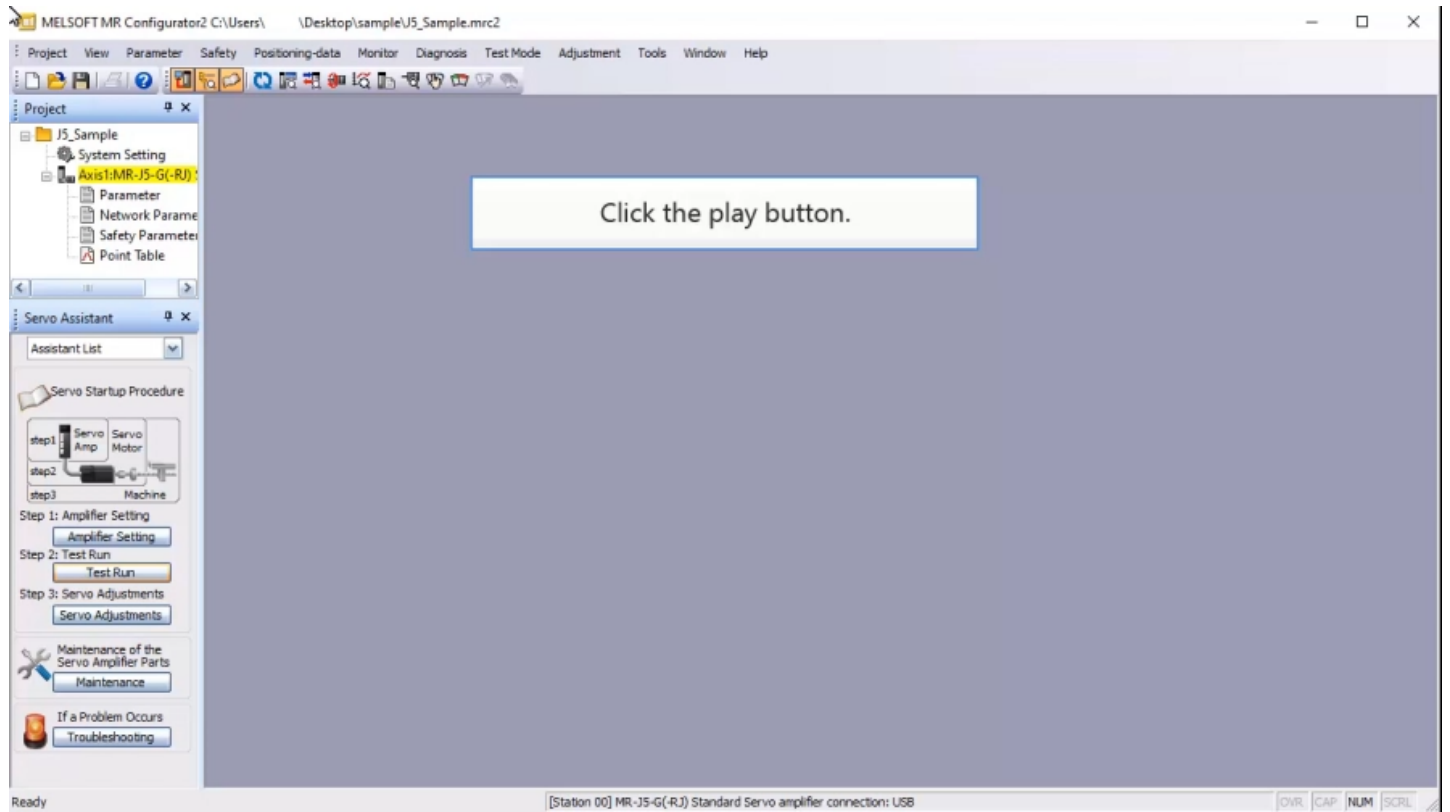 MELSOFT MR Configurator2 C:\Users\ \Desktop\sample\J5_Sample.mrc2
Project View Parameter Safety Positioning-data Monitor Diagnosis Test Mode Adjustment Tools Window Help
Project
J5_Sample
System Setting
Axis1:MR-J5-G(-RJ)
Parameter
Network Parame
Safety Parameter
Point Table
Click the play button.
Servo Assistant
Assistant List
Servo Startup Procedure
step1 Servo Amp Servo Motor
step2
step3 Machine
Step 1: Amplifier Setting
Amplifier Setting
Step 2: Test Run
Test Run
Step 3: Servo Adjustments
Servo Adjustments
Maintenance of the
Servo Amplifier Parts
Maintenance
If a Problem Occurs
Troubleshooting
Ready [Station 00] MR-J5-G(-RJ) Standard Servo amplifier connection: USB OVR CAP NUM SCRL